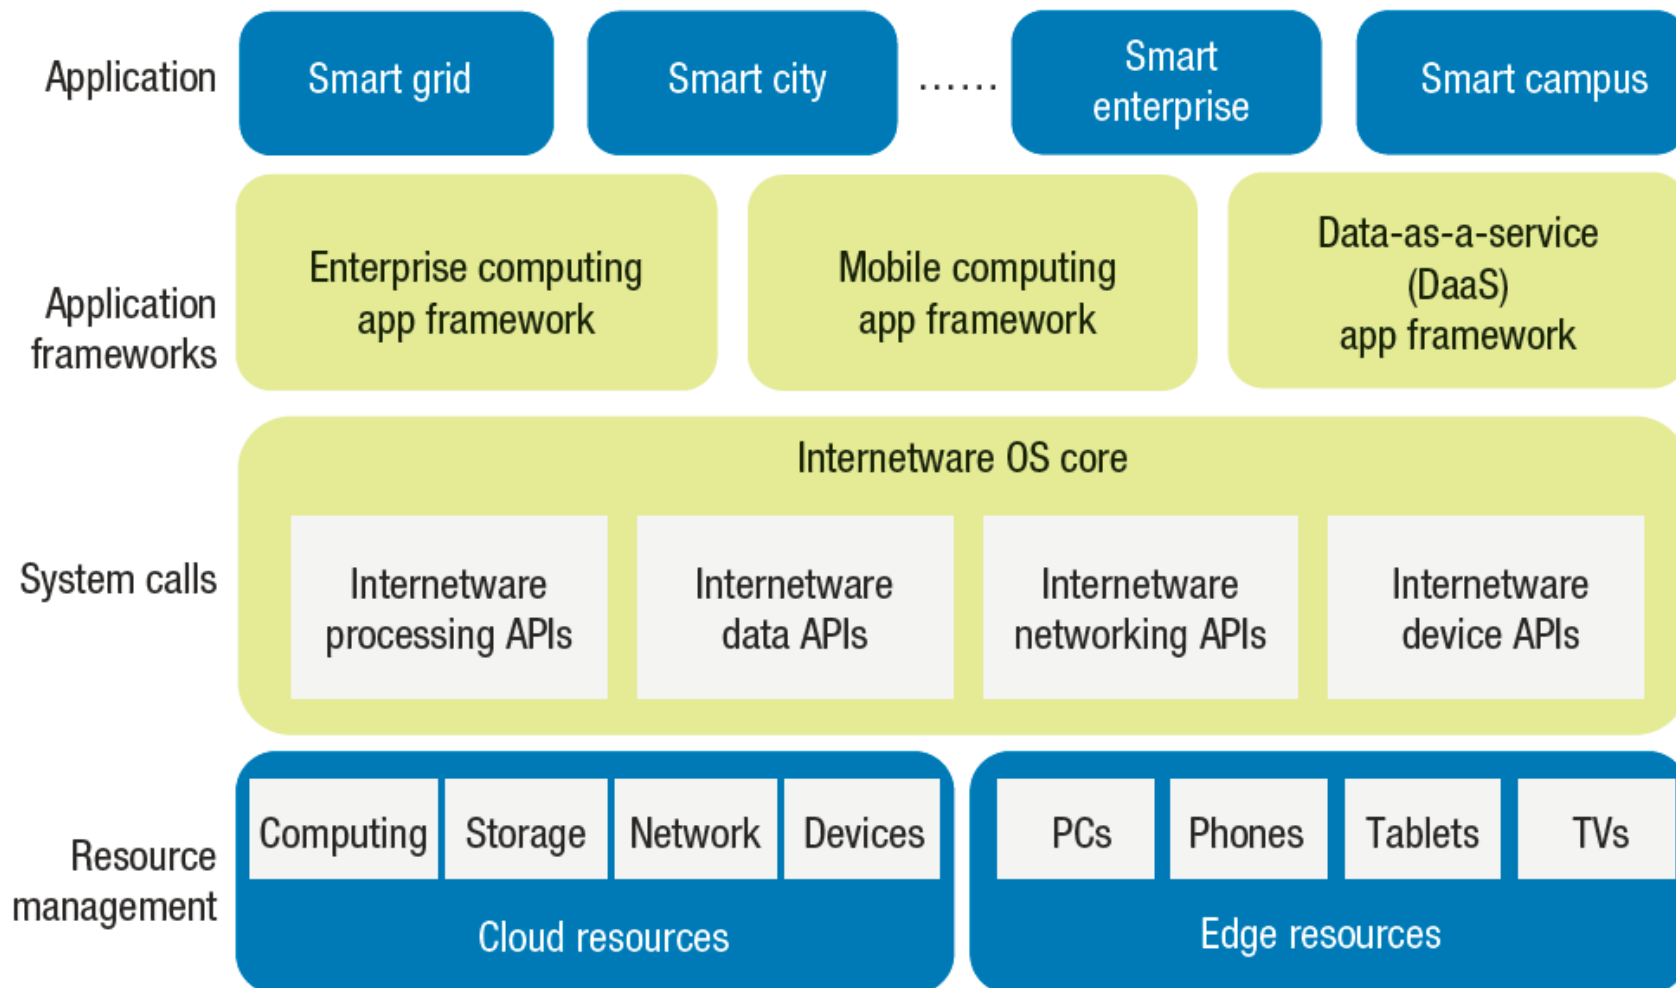 Application
Smart grid
Smart city
......
Smart
enterprise
Smart campus
Application
frameworks
Enterprise computing
app framework
Mobile computing
app framework
Data-as-a-service
(DaaS)
app framework
System calls
Internetware OS core
Internetware
processing APIs
Internetware
data APIs
Internetware
networking APIs
Internetware
device APIs
Resource
management
Computing
Storage
Network
Devices
Cloud resources
PCs
Phones
Tablets
TVs
Edge resources